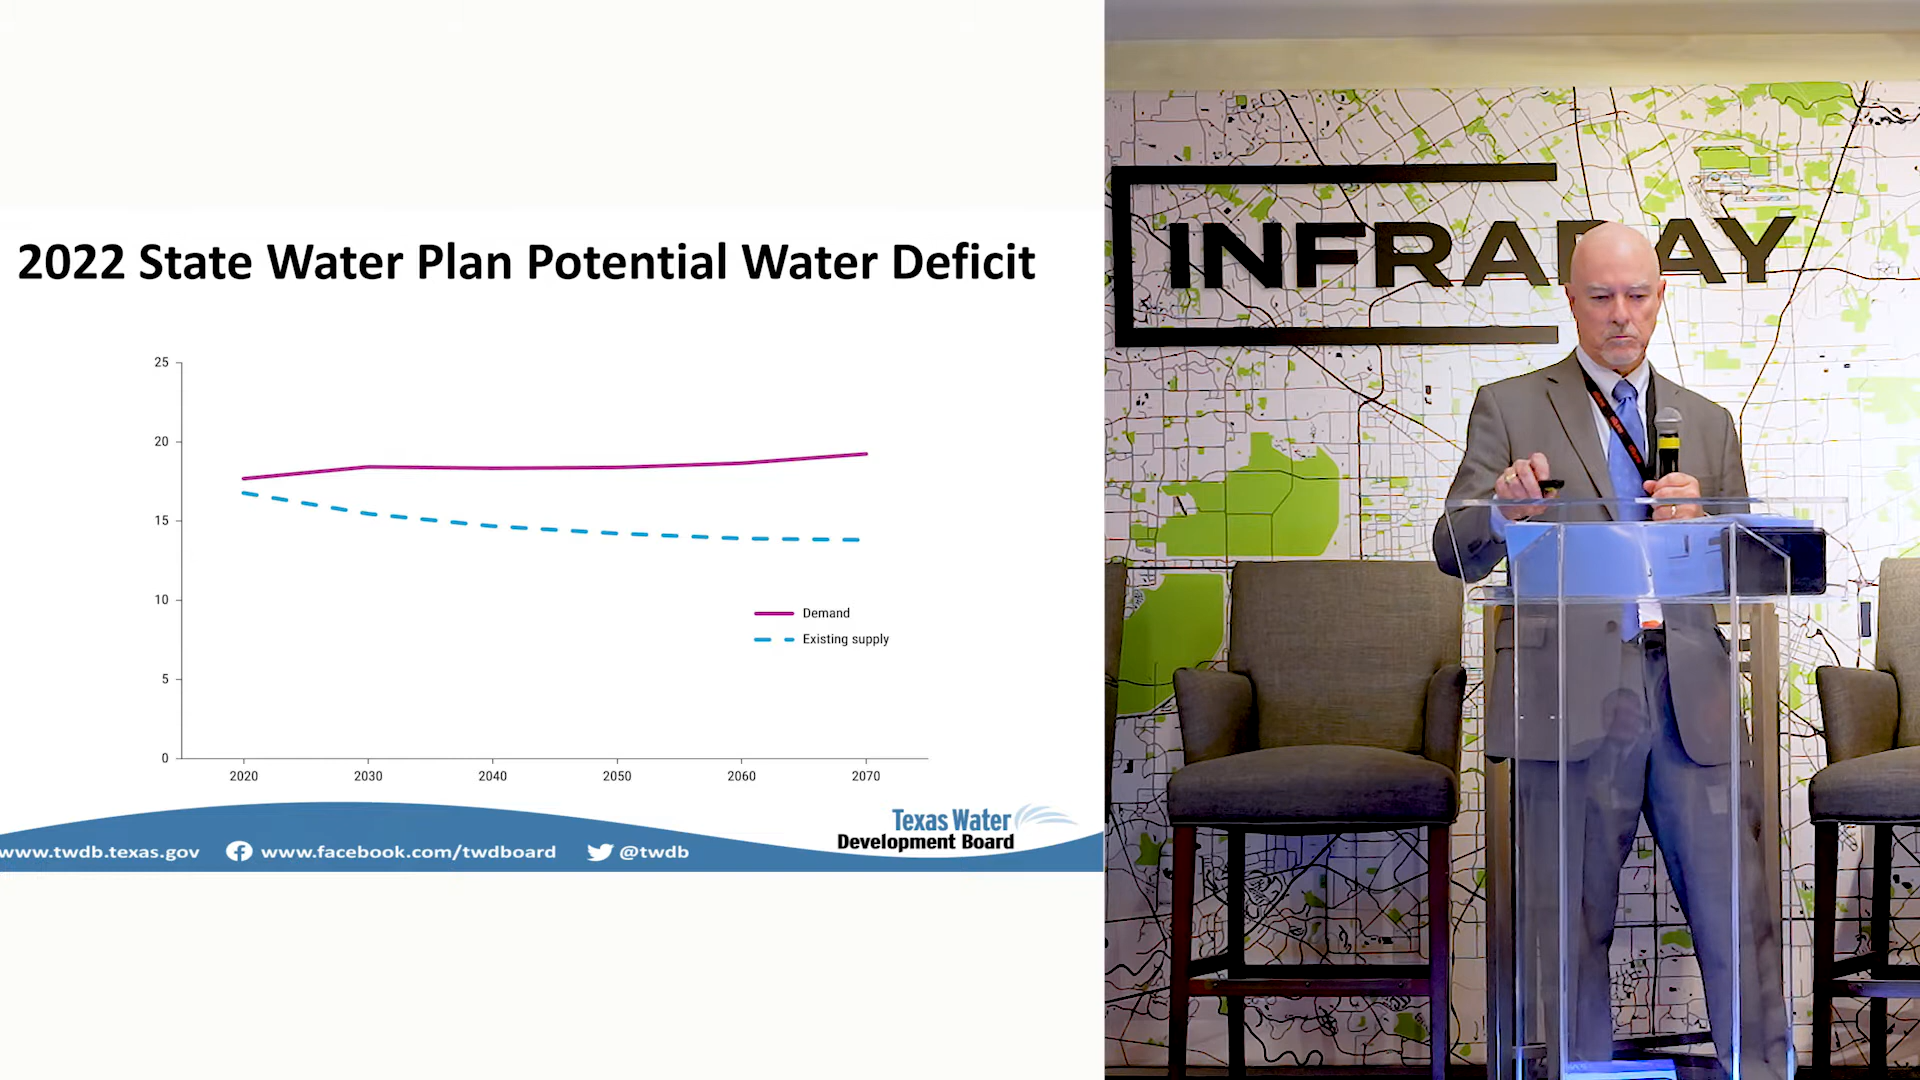 2022 State Water Plan Potential Water Deficit
25
20
15
10
5
0
2020 2030 2040 2050 2060 2070
Demand
Existing supply
www.twdb.texas.gov www.facebook.com/twdboard @twdb
Texas Water
Development Board
INFRADAY